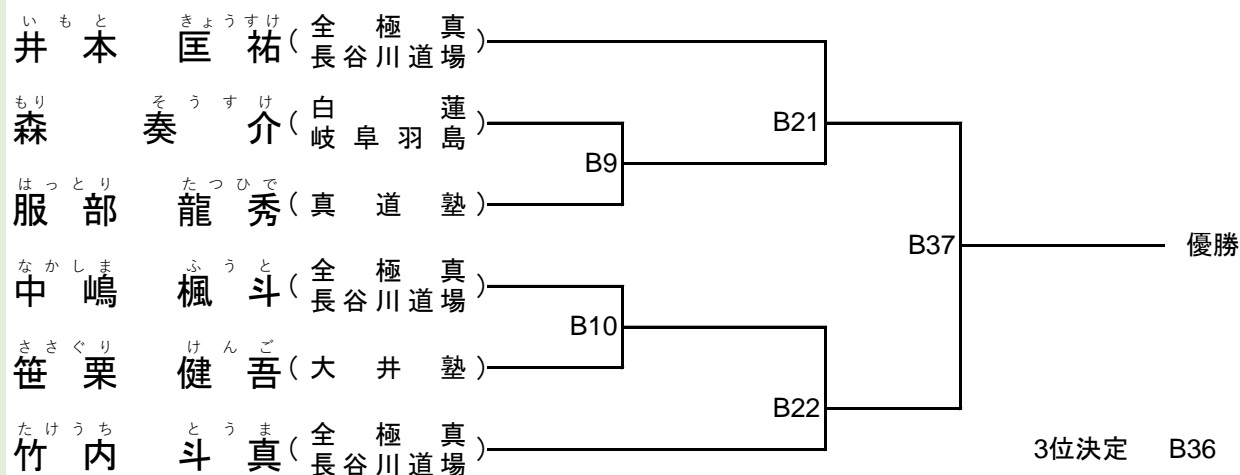 いもと きょうすけ
井本 匡祐(全極真 長谷川道場)
もり そうすけ
森 奏介(白蓮 岐阜羽島)
B21
B9
はっとり たつひで
服部 龍秀(真道塾)
B37
優勝
なかしま ふうと
中嶋 楓斗(全極真 長谷川道場)
B10
ささぐり けんご
笹栗 健吾(大井塾)
B22
たけうち とうま
竹内 斗真(全極真 長谷川道場)
3位決定 B36